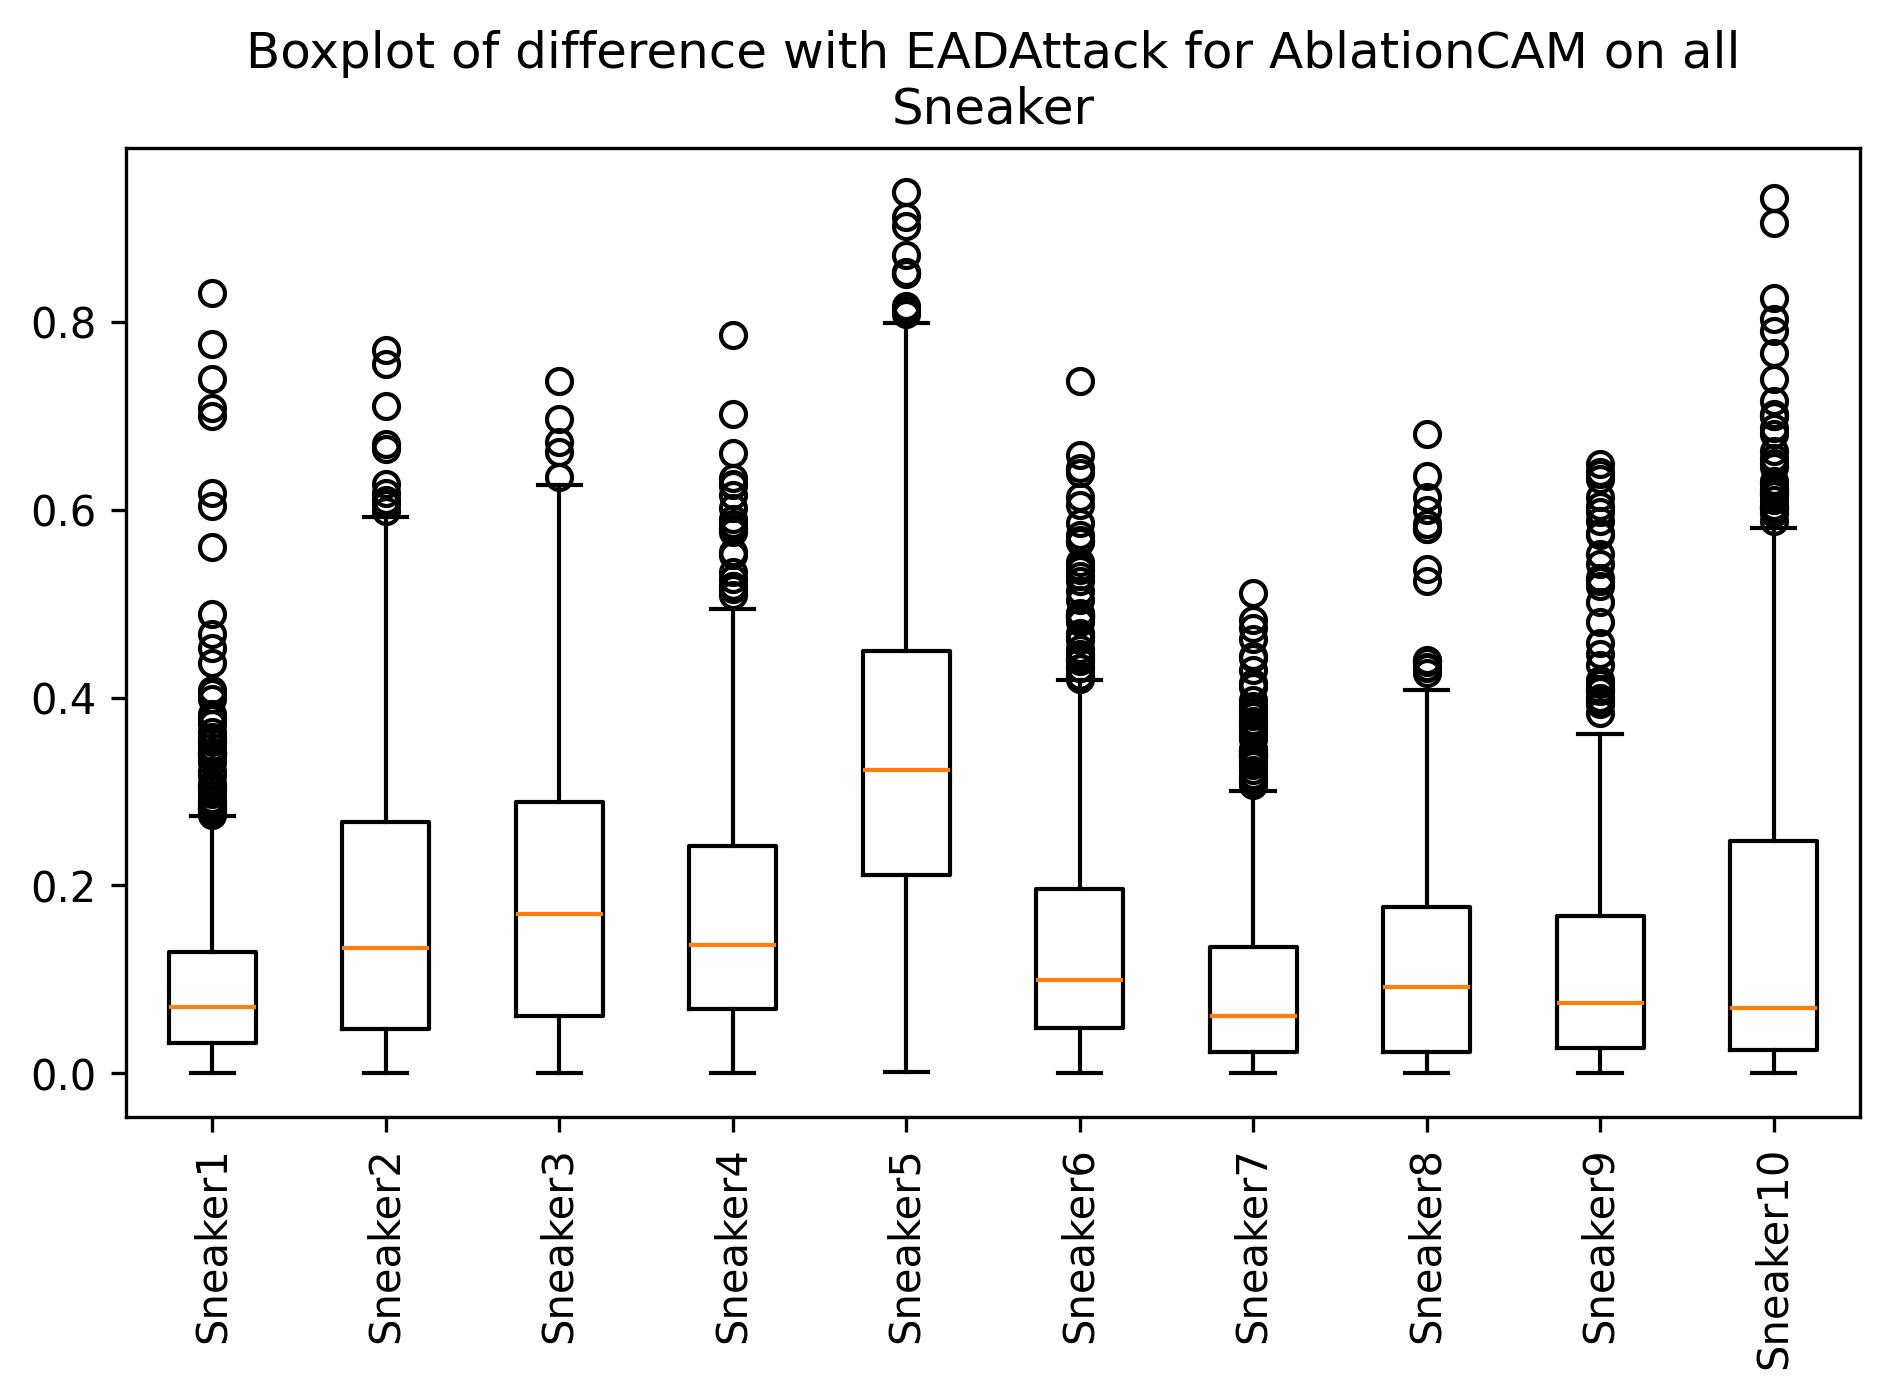 Boxplot of difference with EADAttack for AblationCAM on all
Sneaker
0.8
0.6
0.4
0.2
0.0
Sneaker1
Sneaker2
Sneaker3
Sneaker4
Sneaker5
Sneaker6
Sneaker7
Sneaker8
Sneaker9
Sneaker10